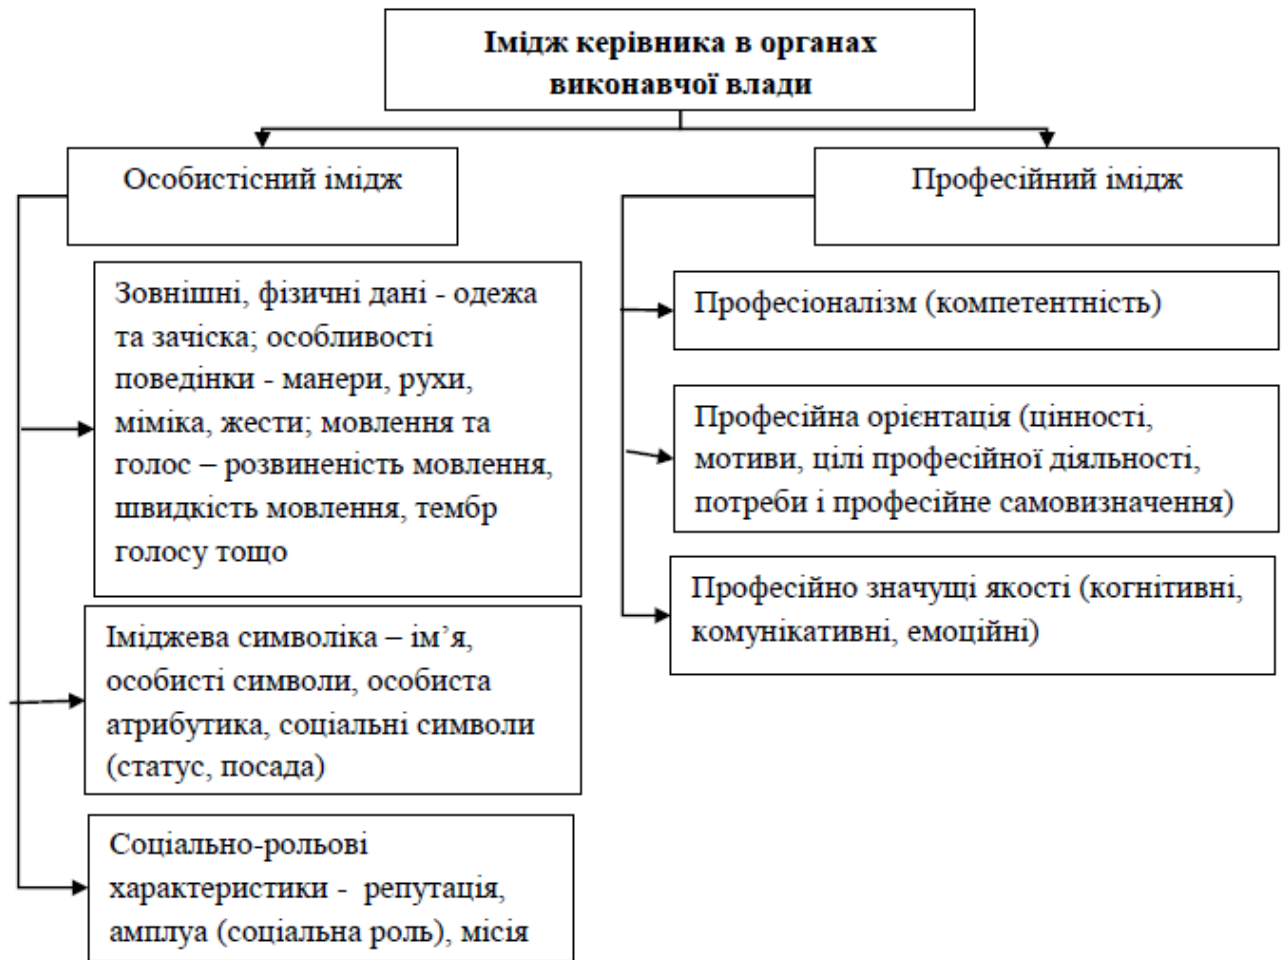 Імідж керівника в органах
виконавчої влади
Особистісний імідж
Зовнішні, фізичні дані - одежа
та зачіска; особливості
поведінки - манери, рухи,
міміка, жести; мовлення та
голос – розвиненість мовлення,
швидкість мовлення, тембр
голосу тощо
Іміджева символіка – ім’я,
особисті символи, особиста
атрибутика, соціальні символи
(статус, посада)
Соціально-рольові
характеристики - репутація,
амплуа (соціальна роль), місія
Професійний імідж
Професіоналізм (компетентність)
Професійна орієнтація (цінності,
мотиви, цілі професійної діяльності,
потреби і професійне самовизначення)
Професійно значущі якості (когнітивні,
комунікативні, емоційні)